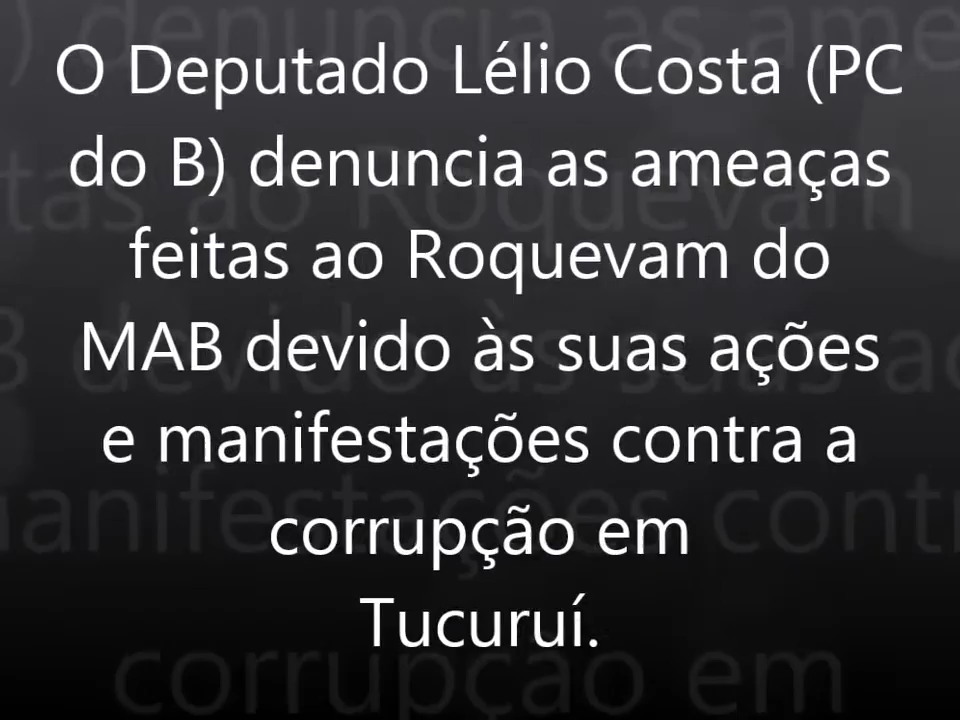 O Deputado Lélio Costa (PC
do B) denuncia as ameaças
feitas ao Roquevam do
MAB devido às suas ações
e manifestações contra a
corrupção em
Tucuruí.